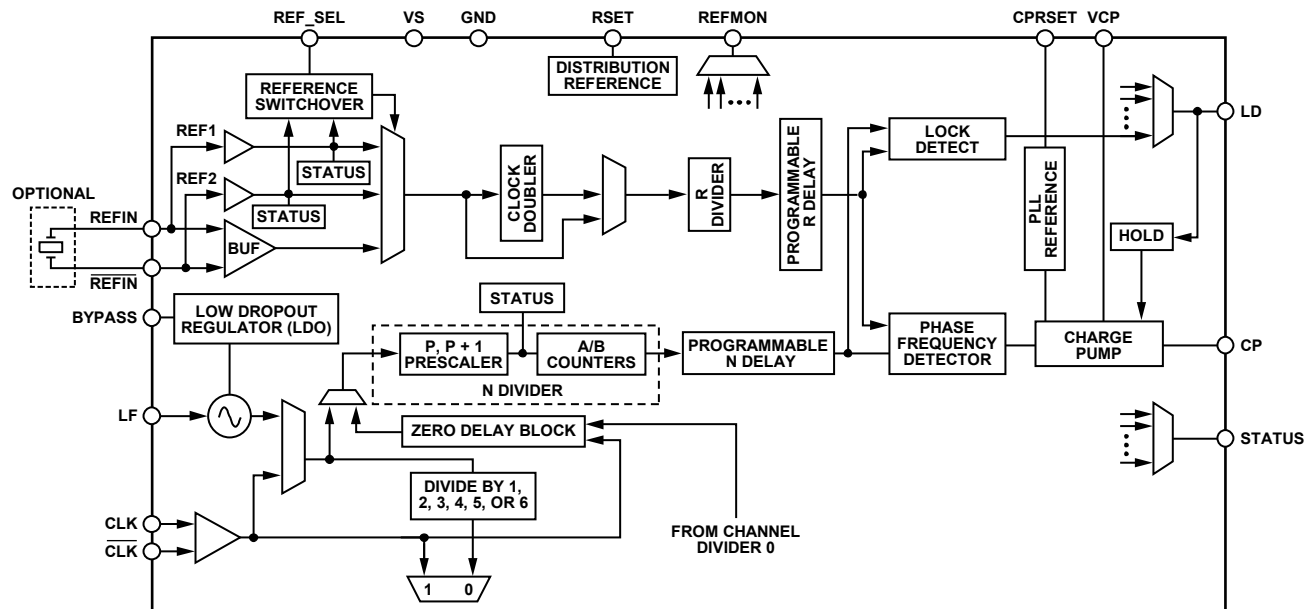 REF_SEL
VS
GND
RSET
REFMON
CPRSET
VCP
DISTRIBUTION
REFERENCE
REFERENCE
SWITCHOVER
LD
REF1
STATUS
LOCK
DETECT
REF2
STATUS
CLOCK
DOUBLER
R
DIVIDER
PROGRAMMABLE
R DELAY
PLL
REFERENCE
HOLD
OPTIONAL
REFIN
BUF
REFIN
BYPASS
LOW DROPOUT
REGULATOR (LDO)
STATUS
P, P + 1
PRESCALER
A/B
COUNTERS
N DIVIDER
PROGRAMMABLE
N DELAY
PHASE
FREQUENCY
DETECTOR
CHARGE
PUMP
CP
LF
ZERO DELAY BLOCK
STATUS
DIVIDE BY 1,
2, 3, 4, 5, OR 6
CLK
CLK
FROM CHANNEL
DIVIDER 0
1 0